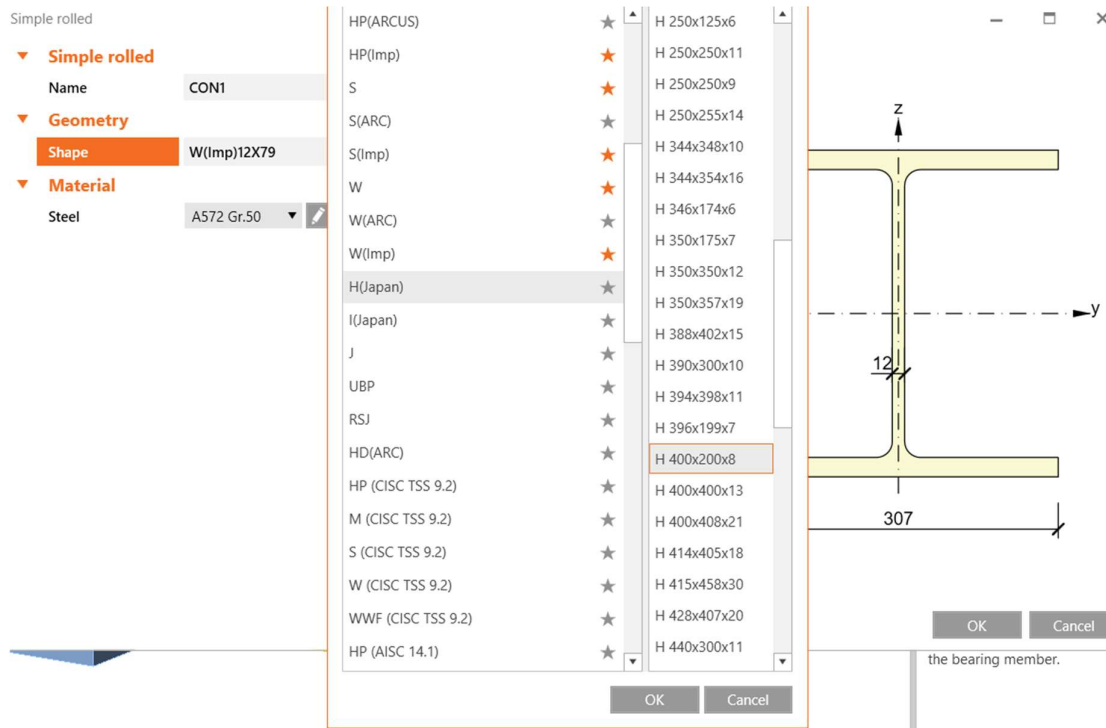 Simple rolled
Simple rolled
Name
CON1
Geometry
Shape
W(Imp)12X79
Material
Steel
A572 Gr.50
HP(ARCUS)
HP(Imp)
S
S(ARC)
S(Imp)
W
W(ARC)
W(Imp)
H(Japan)
I(Japan)
J
UBP
RSJ
HD(ARC)
HP (CISC TSS 9.2)
M (CISC TSS 9.2)
S (CISC TSS 9.2)
W (CISC TSS 9.2)
WWF (CISC TSS 9.2)
HP (AISC 14.1)
H 250x125x6
H 250x250x11
H 250x250x9
H 250x255x14
H 344x348x10
H 344x354x16
H 346x174x6
H 350x175x7
H 350x350x12
H 350x357x19
H 388x402x15
H 390x300x10
H 394x398x11
H 396x199x7
H 400x200x8
H 400x400x13
H 400x408x21
H 414x405x18
H 415x458x30
H 428x407x20
H 440x300x11
OK
Cancel
z
y
12
307
OK
Cancel
the bearing member.